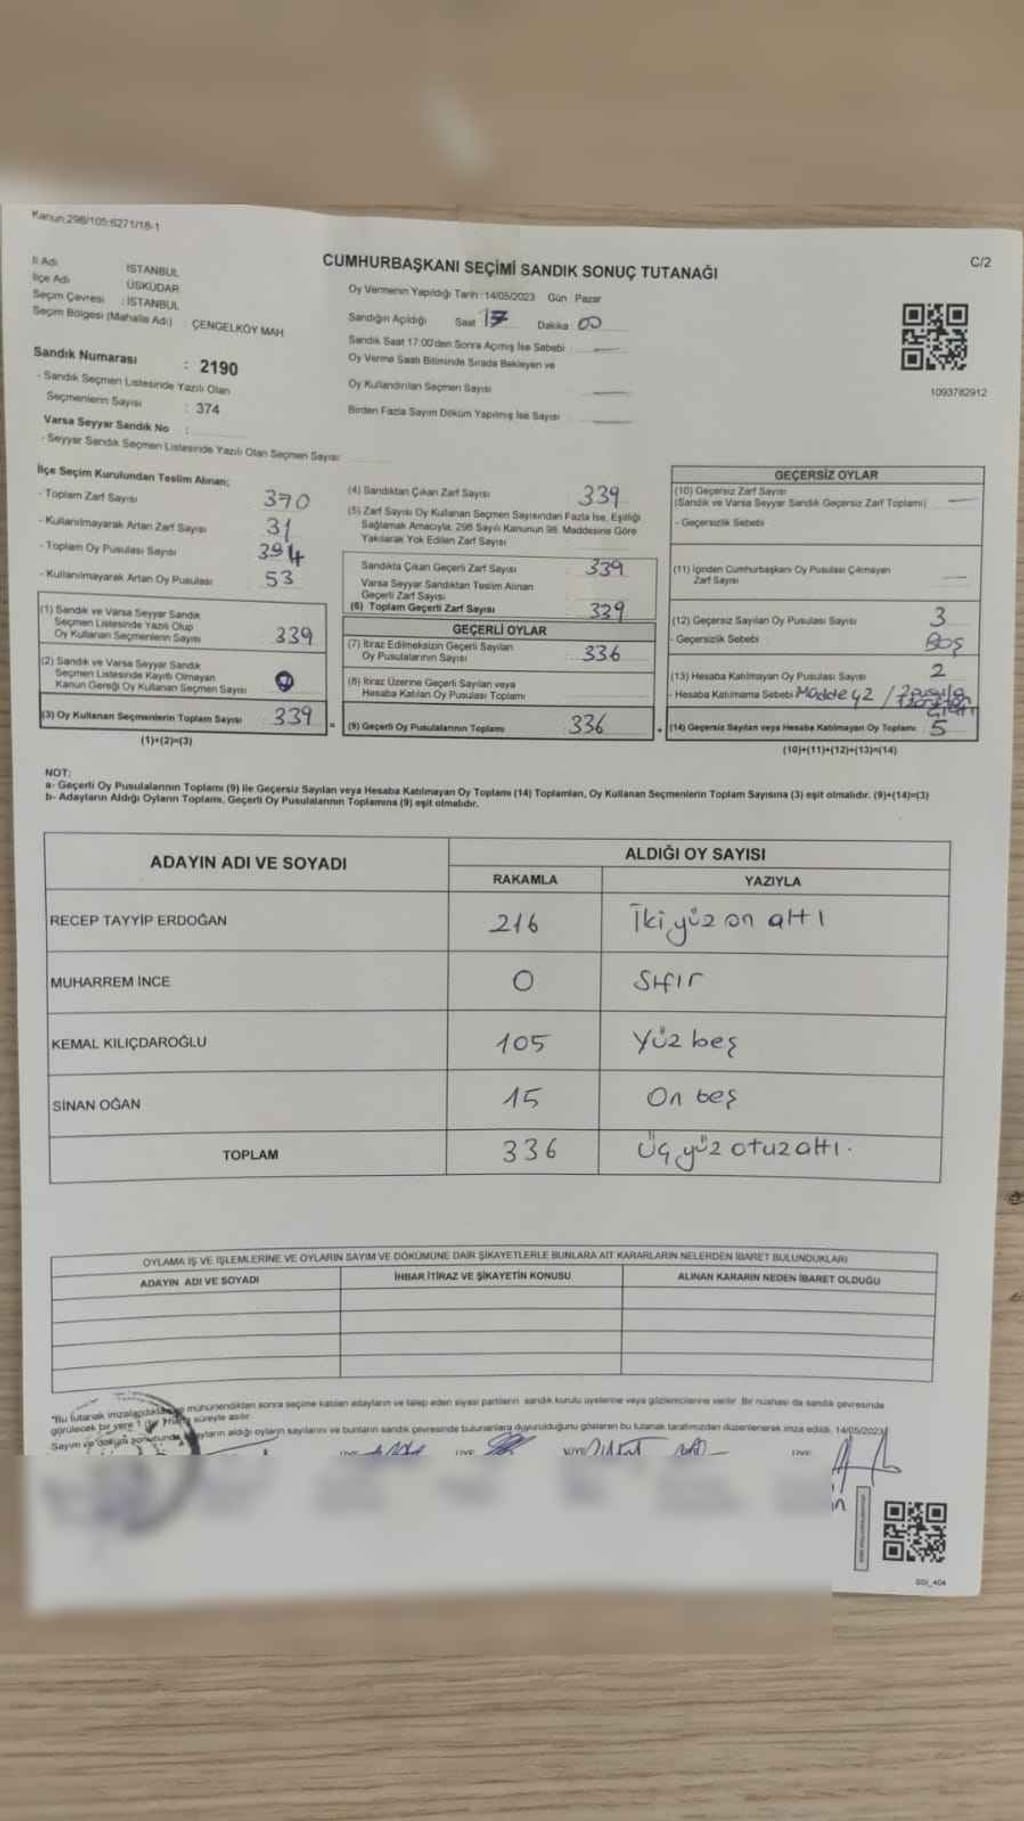 Kanun:298/105:6271/18-1
C/2
İl Adı : İSTANBUL
İlçe Adı : ÜSKÜDAR
Seçim Çevresi : İSTANBUL
Seçim Bölgesi (Mahalle Adı) : ÇENGELKÖY MAH
Sandık Numarası : 2190
- Sandık Seçmen Listesinde Yazılı Olan
Seçmenlerin Sayısı : 374
Varsa Seyyar Sandık No :
- Seyyar Sandık Seçmen Listesinde Yazılı Olan Seçmen Sayısı
CUMHURBAŞKANI SEÇİMİ SANDIK SONUÇ TUTANAĞI
Oy Vermenin Yapıldığı Tarih : 14/05/2023 Gün : Pazar
Sandığın Açıldığı Saat 17 Dakika 00
Sandık Saat 17:00'den Sonra Açılmış İse Sebebi :
Oy Verme Saati Bitiminde Sırada Bekleyen ve
Oy Kullandırılan Seçmen Sayısı
Birden Fazla Sayım Döküm Yapılmış İse Sayısı
1093782912
İlçe Seçim Kurulundan Teslim Alınan;
- Toplam Zarf Sayısı 370
- Kullanılmayarak Artan Zarf Sayısı 31
- Toplam Oy Pusulası Sayısı 394
- Kullanılmayarak Artan Oy Pusulası 53
(1) Sandık ve Varsa Seyyar Sandık
Seçmen Listesinde Yazılı Olup
Oy Kullanan Seçmenlerin Sayısı 339
(2) Sandık ve Varsa Seyyar Sandık
Seçmen Listesinde Kayıtlı Olmayan
Kanun Gereği Oy Kullanan Seçmen Sayısı
(3) Oy Kullanan Seçmenlerin Toplam Sayısı 339
(1)+(2)=(3)
(4) Sandıktan Çıkan Zarf Sayısı 339
(5) Zarf Sayısı Oy Kullanan Seçmen Sayısından Fazla İse, Eşitliği
Sağlamak Amacıyla, 298 Sayılı Kanunun 98. Maddesine Göre
Yakılarak Yok Edilen Zarf Sayısı
Sandıkta Çıkan Geçerli Zarf Sayısı 339
Varsa Seyyar Sandıktan Teslim Alınan
Geçerli Zarf Sayısı
(6) Toplam Geçerli Zarf Sayısı 339
GEÇERLİ OYLAR
(7) İtiraz Edilmeksizin Geçerli Sayılan
Oy Pusulalarının Sayısı 336
(8) İtiraz Üzerine Geçerli Sayılan veya
Hesaba Katılan Oy Pusulası Toplamı
(9) Geçerli Oy Pusulalarının Toplamı 336
GEÇERSİZ OYLAR
(10) Geçersiz Zarf Sayısı
(Sandık ve Varsa Seyyar Sandık Geçersiz Zarf Toplamı)
- Geçersizlik Sebebi
(11) İçinden Cumhurbaşkanı Oy Pusulası Çıkmayan
Zarf Sayısı
(12) Geçersiz Sayılan Oy Pusulası Sayısı 3
- Geçersizlik Sebebi Boş
(13) Hesaba Katılmayan Oy Pusulası Sayısı 2
- Hesaba Katılmama Sebebi Madde 42 /
(14) Geçersiz Sayılan veya Hesaba Katılmayan Oy Toplamı 5
(10)+(11)+(12)+(13)=(14)
NOT:
a- Geçerli Oy Pusulalarının Toplamı (9) ile Geçersiz Sayılan veya Hesaba Katılmayan Oy Toplamı (14) Toplamları, Oy Kullanan Seçmenlerin Toplam Sayısına (3) eşit olmalıdır. (9)+(14)=(3)
b- Adayların Aldığı Oyların Toplamı, Geçerli Oy Pusulalarının Toplamına (9) eşit olmalıdır.
ADAYIN ADI VE SOYADI ALDIĞI OY SAYISI
RAKAMLA YAZIYLA
RECEP TAYYİP ERDOĞAN 216 İki yüz on altı
MUHARREM İNCE 0 Sıfır
KEMAL KILIÇDAROĞLU 105 Yüz beş
SİNAN OĞAN 15 On beş
TOPLAM 336 Üç yüz otuz altı.
OYLAMA İŞ VE İŞLEMLERİNE VE OYLARIN SAYIM VE DÖKÜMÜNE DAİR ŞİKAYETLERLE BUNLARA AİT KARARLARIN NELERDEN İBARET BULUNDUKLARI
ADAYIN ADI VE SOYADI İHBAR İTİRAZ VE ŞİKAYETİN KONUSU ALINAN KARARIN NEDEN İBARET OLDUĞU
"Bu tutanak mühürlendikten sonra seçime katılan adayların ve talep eden siyasi partilerin sandık kurulu üyelerine veya gözlemcilerine verilir. Bir nüshası da sandık çevresinde
görülecek bir yere 1 süreyle asılır.
Sayım ve döküm sonucunda adayların aldığı oyların sayılarını ve bunların sandık çevresinde bulunanlara duyurulduğunu gösteren bu tutanak tarafımızdan düzenlenerek imza edildi. 14/05/2023